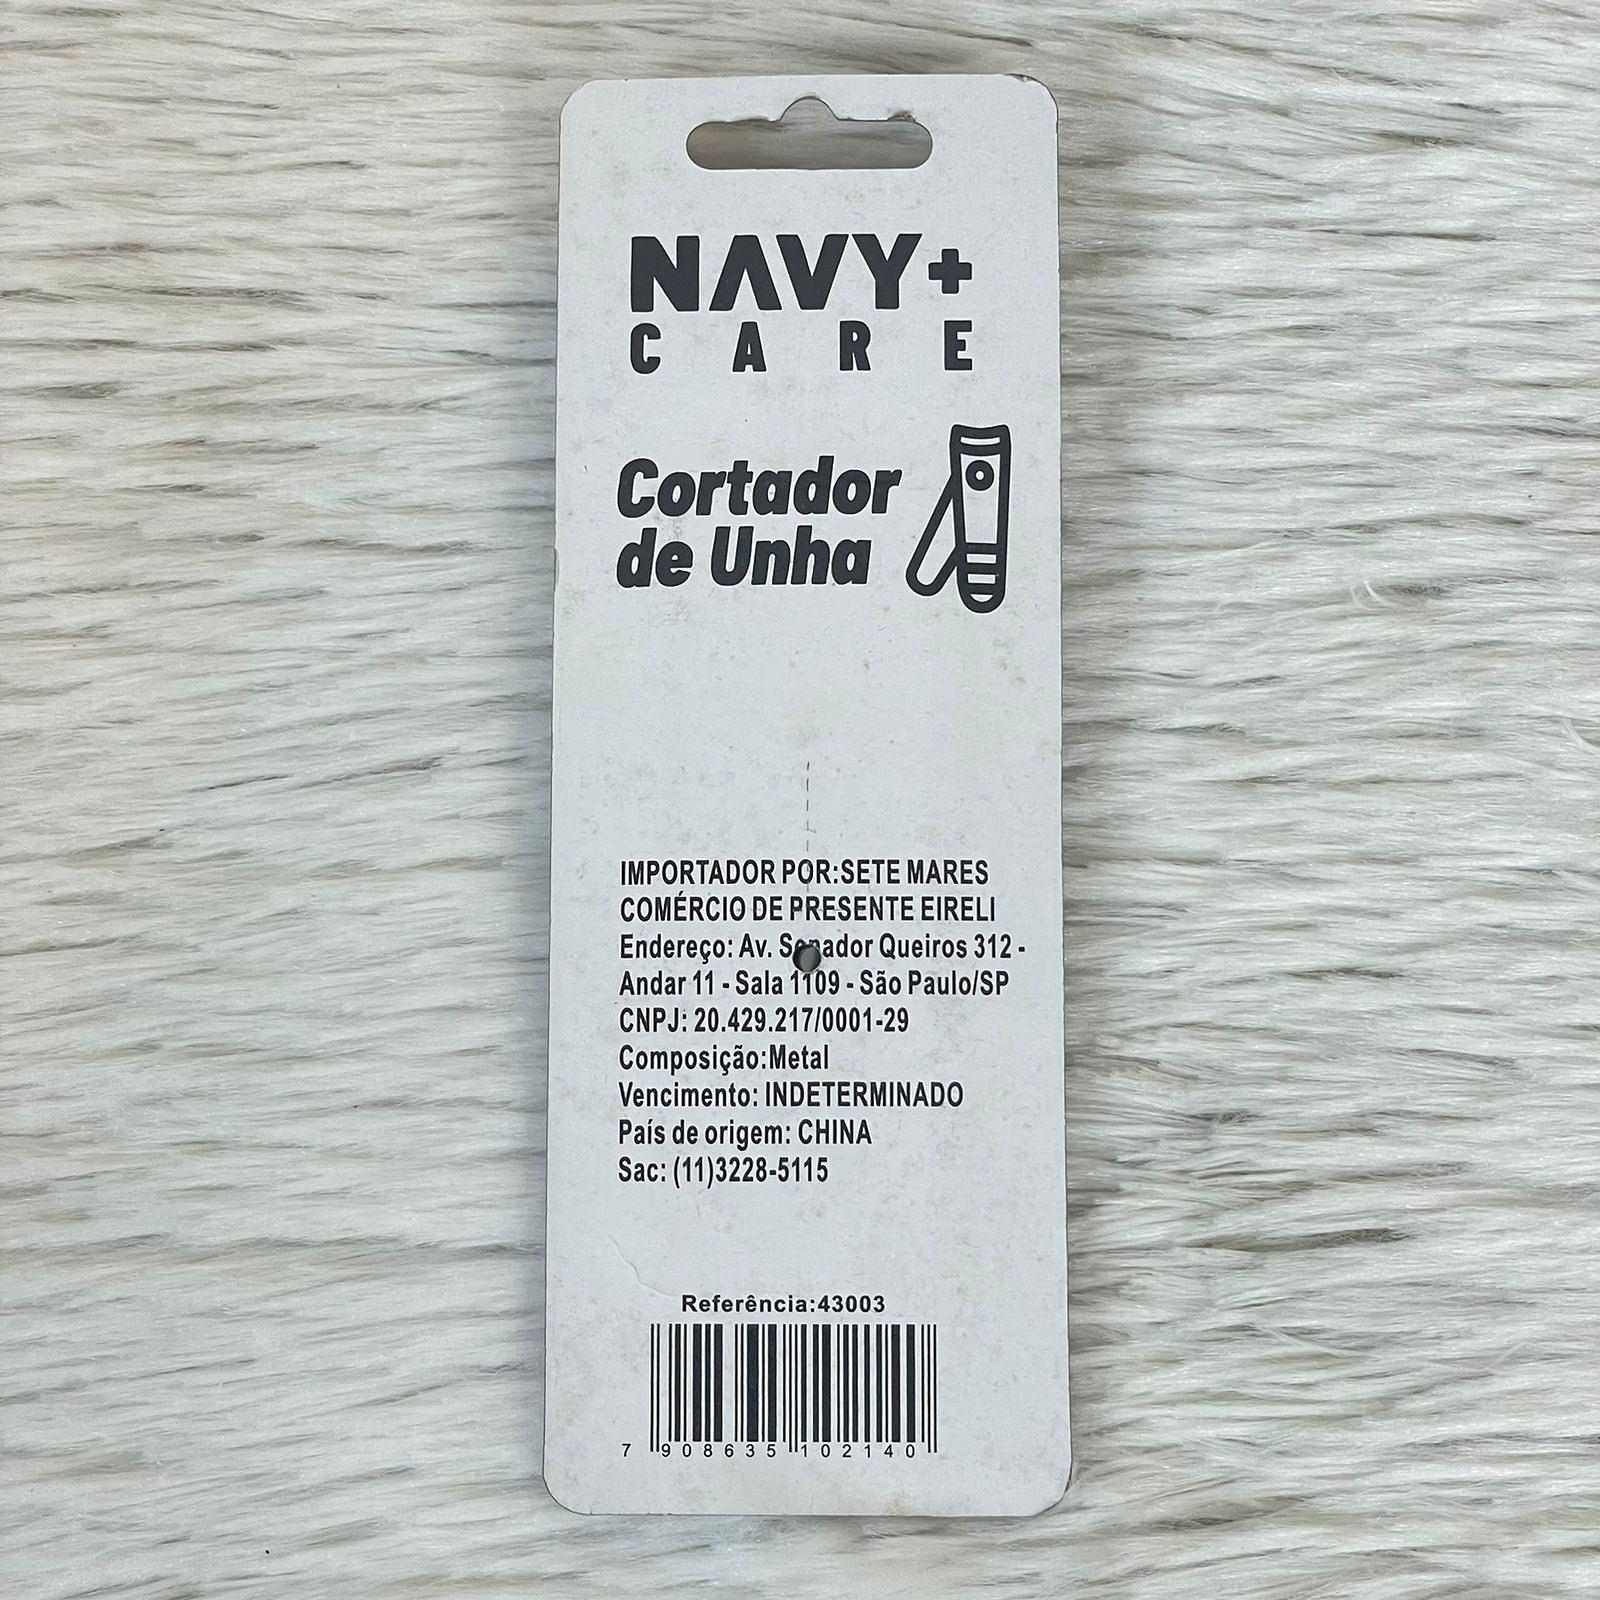 NAVY+
CARE
Cortador
de Unha
IMPORTADOR POR:SETE MARES
COMÉRCIO DE PRESENTE EIRELI
Endereço: Av. Senador Queiros 312 -
Andar 11 - Sala 1109 - São Paulo/SP
CNPJ: 20.429.217/0001-29
Composição:Metal
Vencimento: INDETERMINADO
País de origem: CHINA
Sac: (11)3228-5115
Referência:43003
7 908635 102140